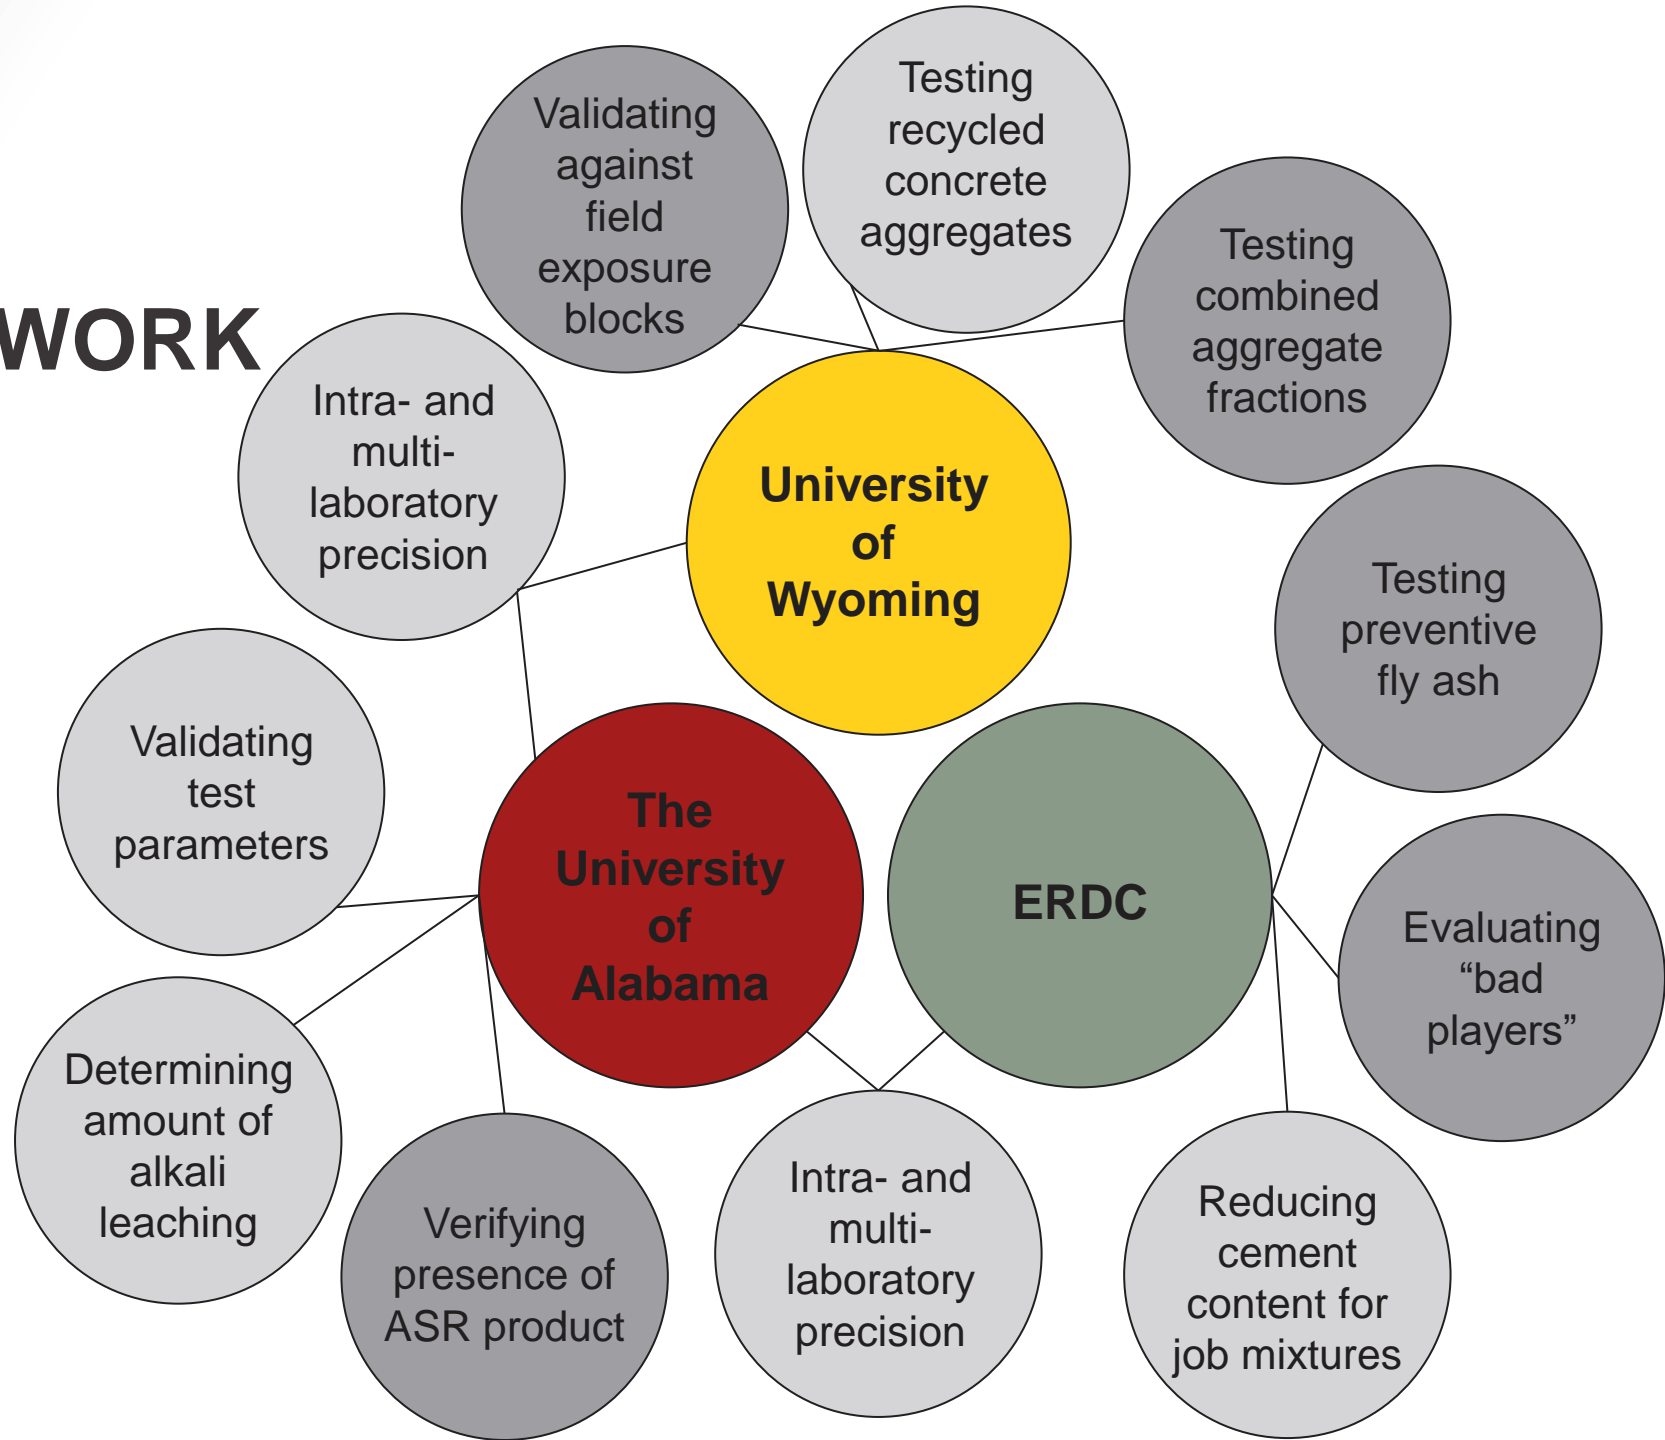 WORK
Testing
recycled
concrete
aggregates
Validating
against
field
exposure
blocks
Testing
combined
aggregate
fractions
Intra- and
multi-
laboratory
precision
University
of
Wyoming
Testing
preventive
fly ash
Validating
test
parameters
The
University
of
Alabama
ERDC
Evaluating
“bad
players”
Determining
amount of
alkali
leaching
Verifying
presence of
ASR product
Intra- and
multi-
laboratory
precision
Reducing
cement
content for
job mixtures